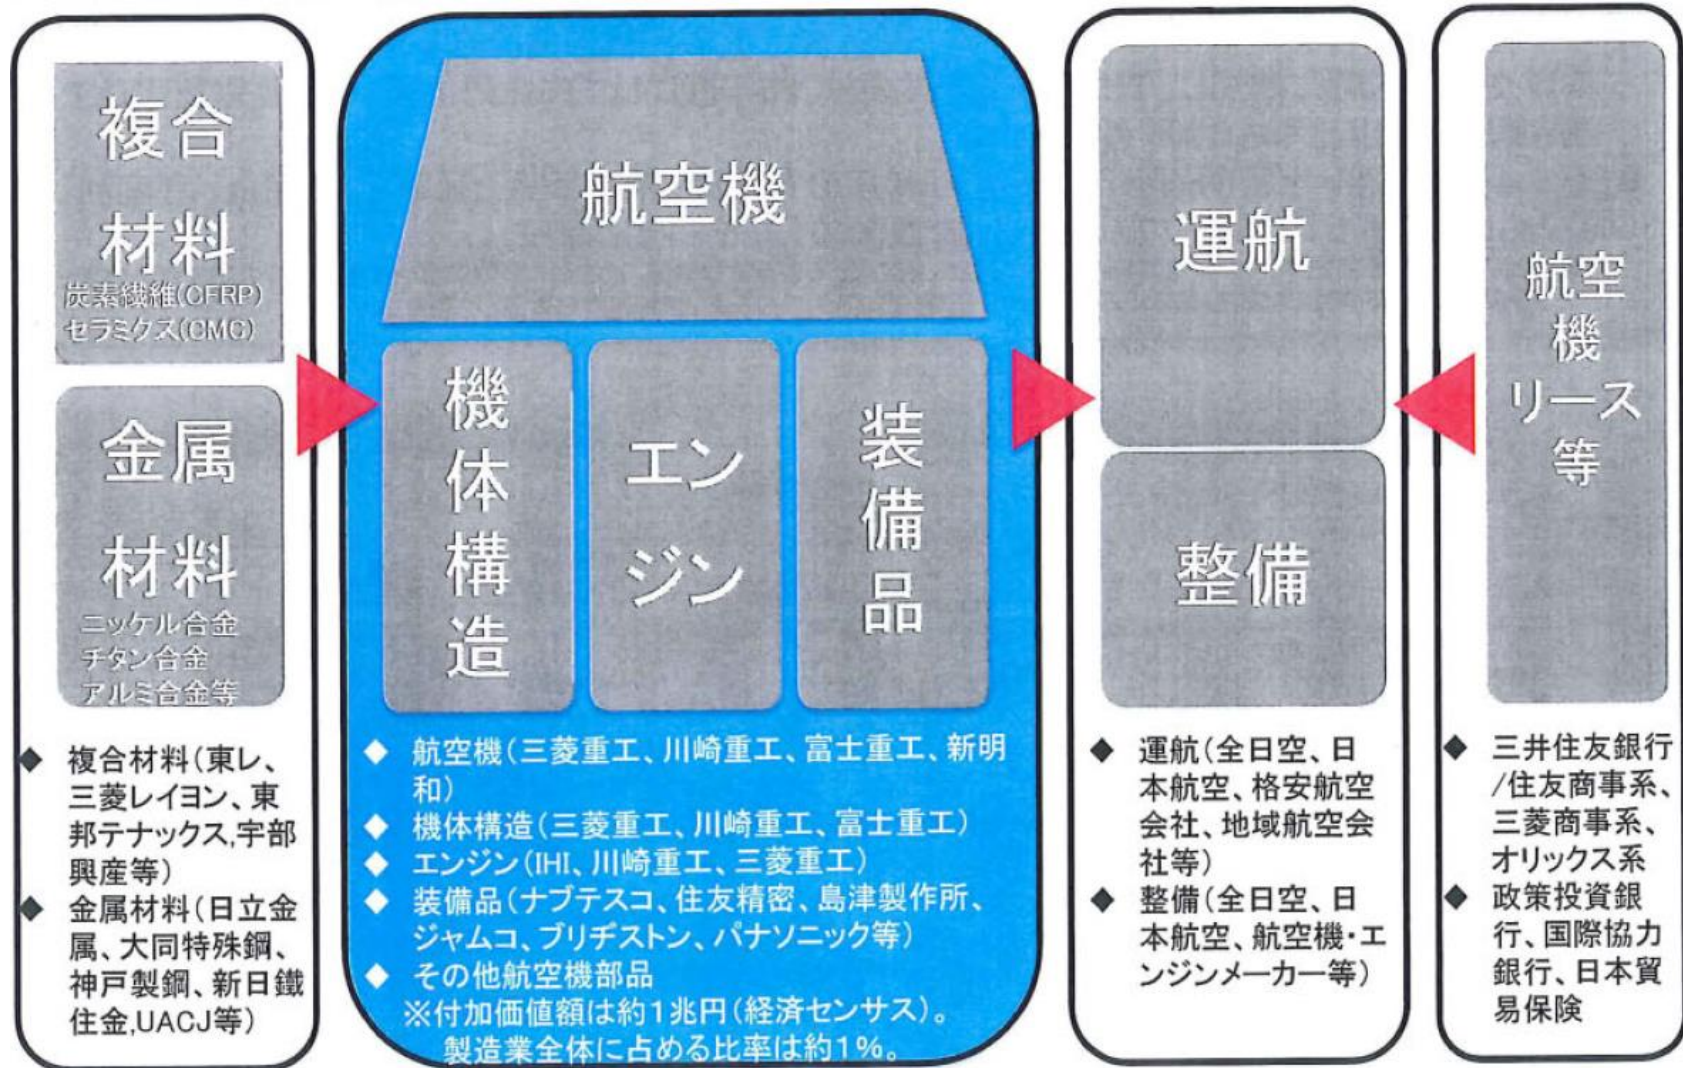 複合
材料
炭素繊維(CFRP)
セラミクス(CMC)
金属
材料
ニッケル合金
チタン合金
アルミ合金等
◆ 複合材料(東レ、
三菱レイヨン、東
邦テナックス,宇部
興産等)
◆ 金属材料(日立金
属、大同特殊鋼、
神戸製鋼、新日鐵
住金,UACJ等)
航空機
機体構造
エンジン
装備品
◆ 航空機(三菱重工、川崎重工、富士重工、新明
和)
◆ 機体構造(三菱重工、川崎重工、富士重工)
◆ エンジン(IHI、川崎重工、三菱重工)
◆ 装備品(ナブテスコ、住友精密、島津製作所、
ジャムコ、ブリヂストン、パナソニック等)
◆ その他航空機部品
※付加価値額は約1兆円(経済センサス)。
製造業全体に占める比率は約1%。
運航
整備
◆ 運航(全日空、日
本航空、格安航空
会社、地域航空会
社等)
◆ 整備(全日空、日
本航空、航空機・エ
ンジンメーカー等)
航空
機
リース
等
◆ 三井住友銀行
/住友商事系、
三菱商事系、
オリックス系
◆ 政策投資銀
行、国際協力
銀行、日本貿
易保険